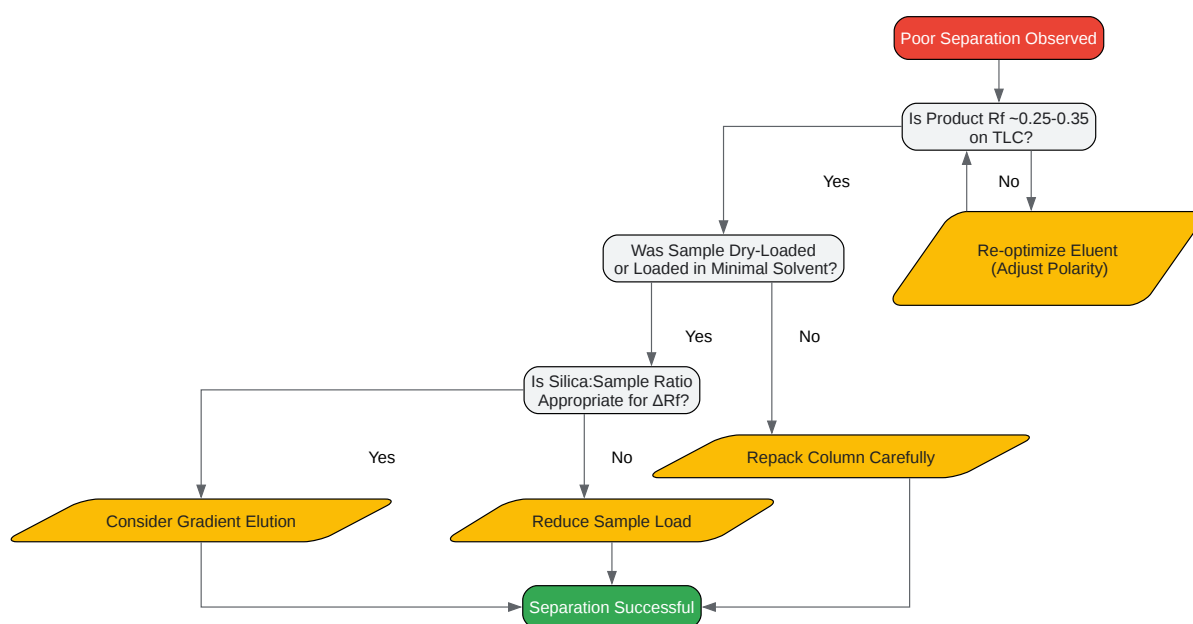 Poor Separation Observed
Is Product Rf ~0.25-0.35
on TLC?
Yes
No
Was Sample Dry-Loaded
or Loaded in Minimal Solvent?
Re-optimize Eluent
(Adjust Polarity)
Yes
No
Is Silica:Sample Ratio
Appropriate for ΔRf?
Yes
No
Repack Column Carefully
Consider Gradient Elution
Reduce Sample Load
Separation Successful